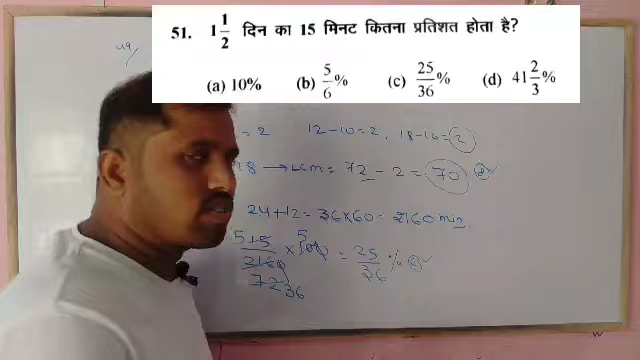 51. 1 1/2 दिन का 15 मिनट कितना प्रतिशत होता है?
(a) 10% (b) 5/6% (c) 25/36% (d) 41 2/3%
49/
= 2 12-10=2, 18-16=2
18 → LCM = 72 - 2 = 70
24+12 = 36×60 = 2160 min
15/2160 × 100 = 25/36 %
5
5
72 36